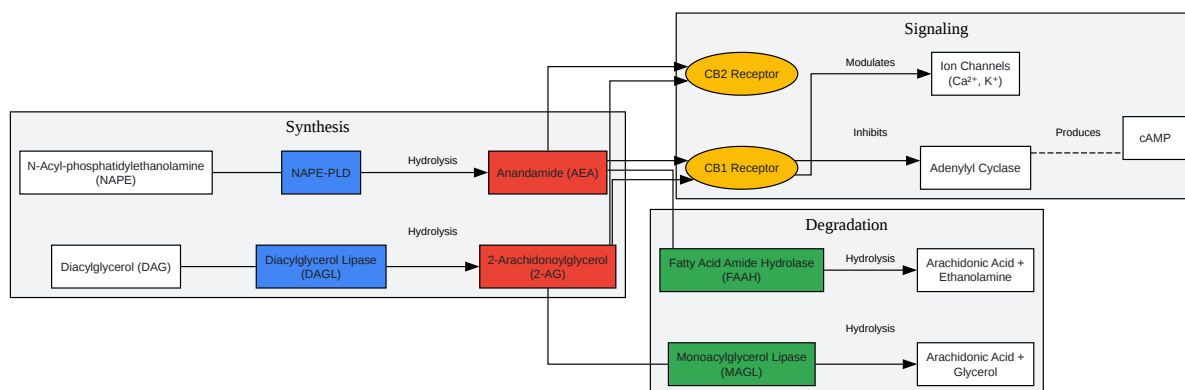 Signaling
CB2 Receptor
Modulates
Ion Channels
(Ca²⁺, K⁺)
Synthesis
N-Acyl-phosphatidylethanolamine
(NAPE)
NAPE-PLD
Hydrolysis
Anandamide (AEA)
CB1 Receptor
Inhibits
Adenylyl Cyclase
Produces
cAMP
Diacylglycerol (DAG)
Diacylglycerol Lipase
(DAGL)
Hydrolysis
2-Arachidonoylglycerol
(2-AG)
Degradation
Fatty Acid Amide Hydrolase
(FAAH)
Hydrolysis
Arachidonic Acid +
Ethanolamine
Monoacylglycerol Lipase
(MAGL)
Hydrolysis
Arachidonic Acid +
Glycerol